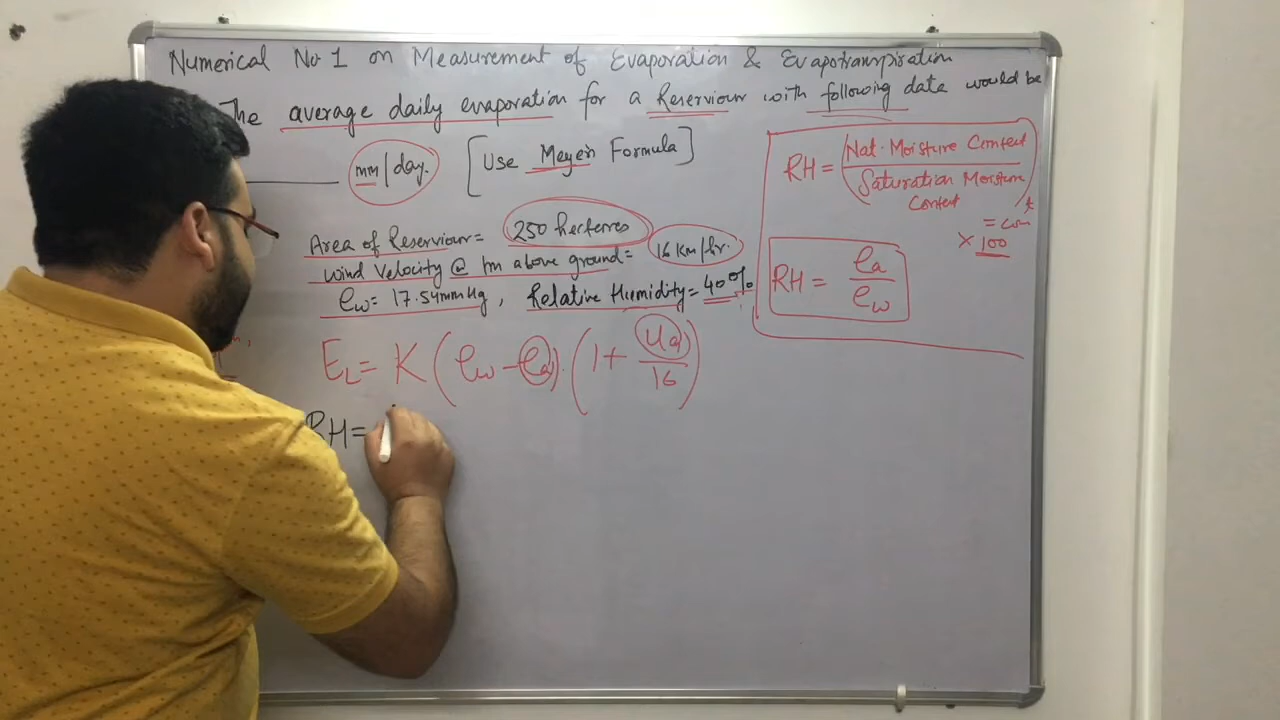 Numerical No 1 on Measurement of Evaporation & Evapotranspiration
The average daily evaporation for a Reserviour with following data would be
mm/day. [Use Meyer's Formula]
Area of Reserviour = 250 hecteres
wind Velocity @ 1m above ground = 16 Km/hr.
ew = 17.54mmHg, Relative Humidity = 40%
EL = K (ew - ea) . (1 + u9/16)
RH =
RH = (Nat. Moisture Content / Saturation Moisture Content)
× 100
RH = ea/ew